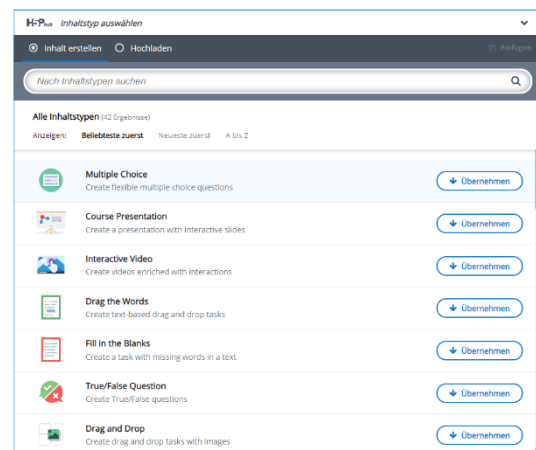 H-P hub Inhaltstyp auswählen
Inhalt erstellen Hochladen Einfügen
Nach Inhaltstypen suchen
Alle Inhaltstypen (42 Ergebnisse)
Anzeigen: Beliebteste zuerst Neueste zuerst A bis Z
Multiple Choice
Create flexible multiple choice questions
Übernehmen
Course Presentation
Create a presentation with interactive slides
Übernehmen
Interactive Video
Create videos enriched with interactions
Übernehmen
Drag the Words
Create text-based drag and drop tasks
Übernehmen
Fill in the Blanks
Create a task with missing words in a text
Übernehmen
True/False Question
Create True/False questions
Übernehmen
Drag and Drop
Create drag and drop tasks with images
Übernehmen